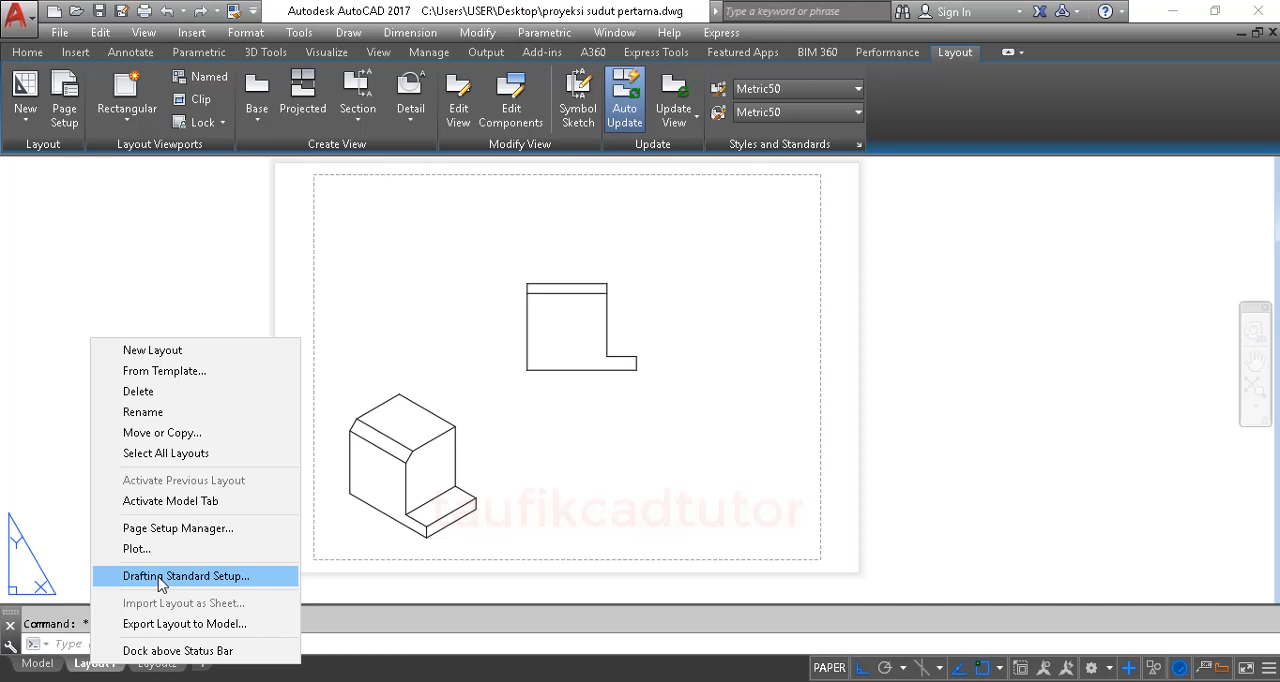 Autodesk AutoCAD 2017 C:\Users\USER\Desktop\proyeksi sudut pertama.dwg
Type a keyword or phrase
Sign In
File Edit View Insert Format Tools Draw Dimension Modify Parametric Window Help Express
Home Insert Annotation Parametric 3D Tools Visualize View Manage Output Add-ins A360 Express Tools Featured Apps BIM 360 Performance Layout
New
Page Setup
Rectangular
Named
Clip
Lock
Base
Projected
Section
Detail
Edit View
Edit Components
Symbol Sketch
Auto Update
Update View
Metric50
Metric50
Layout
Layout Viewports
Create View
Modify View
Update
Styles and Standards
New Layout
From Template...
Delete
Rename
Move or Copy...
Select All Layouts
Activate Previous Layout
Activate Model Tab
Page Setup Manager...
Plot...
Drafting Standard Setup...
Import Layout as Sheet...
Export Layout to Model...
Dock above Status Bar
Y
X
taufikcadtutor
Command: *
Type
Model Layout1 Layout2 +
PAPER